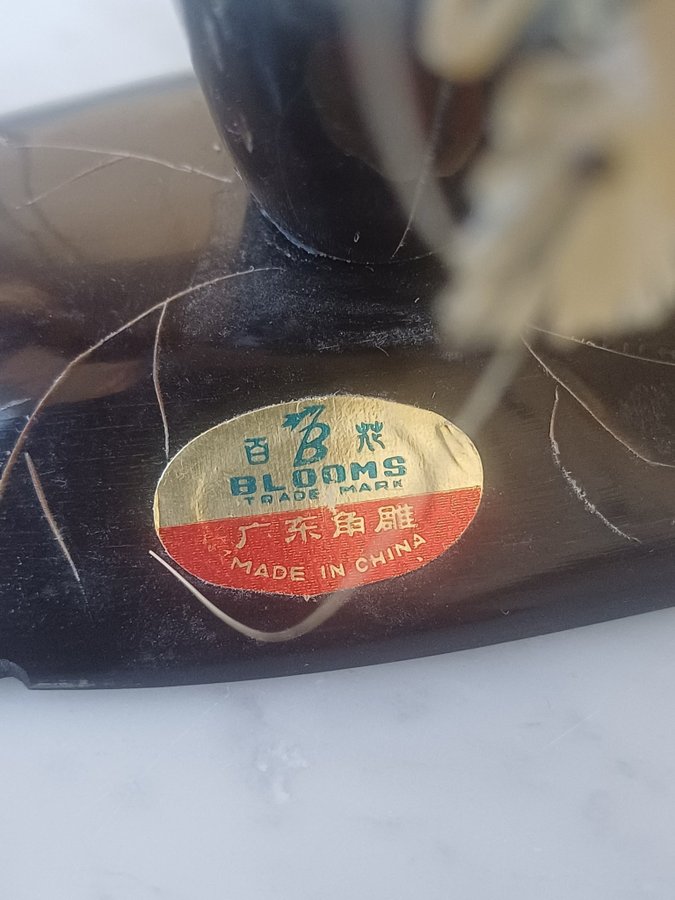 百 B 花
BLOOMS
TRADE MARK
广东角雕
MADE IN CHINA